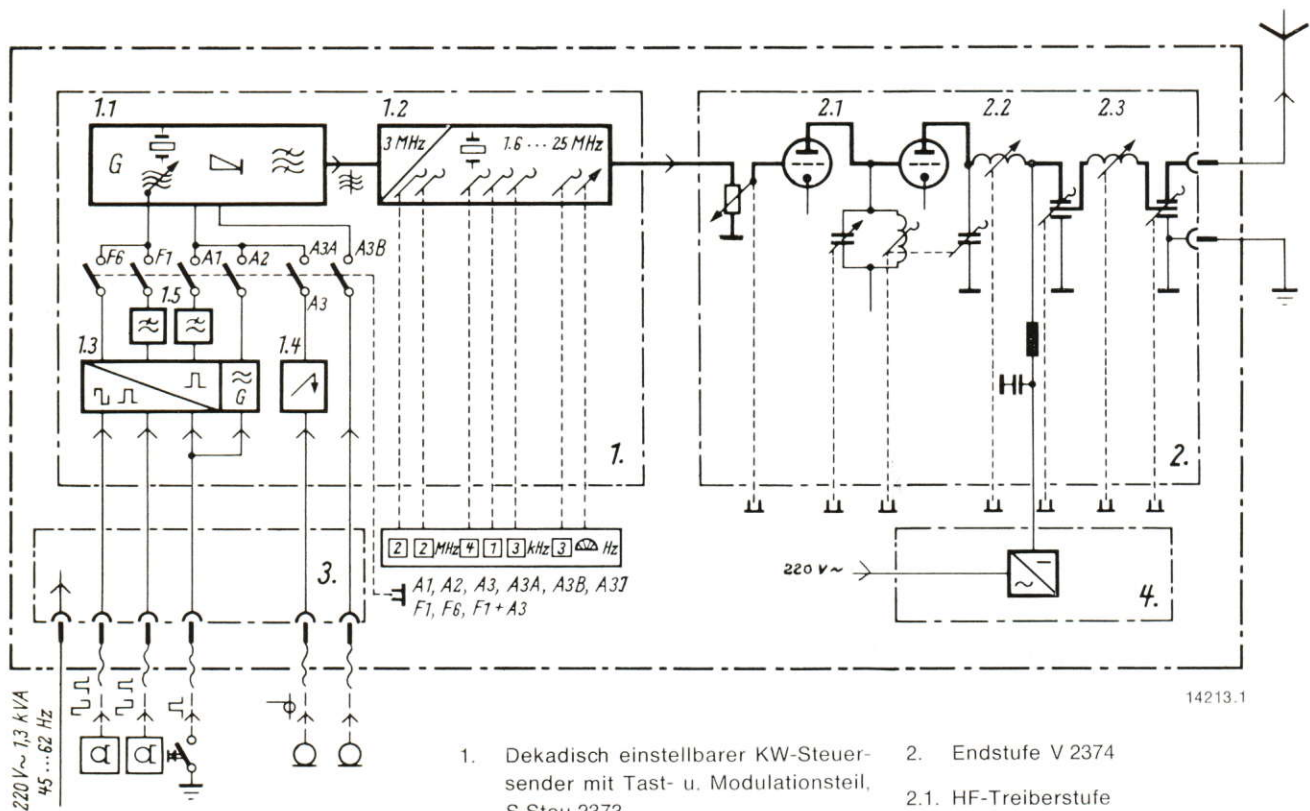 1.1
1.2
2.1
2.2
2.3
G
3 MHz
1.6 ... 25 MHz
F6
F1
A1
A2
A3A
A3B
1.5
A3
1.3
1.4
G
1.
2.
2 2 MHz 4 1 3 kHz 3 Hz
3.
A1, A2, A3, A3A, A3B, A3J
F1, F6, F1 + A3
220 V ~
4.
220 V~ 1,3 kVA
45 ... 62 Hz
14213.1
1. Dekadisch einstellbarer KW-Steuer-
sender mit Tast- u. Modulationsteil,
2. Endstufe V 2374
2.1. HF-Treiberstufe